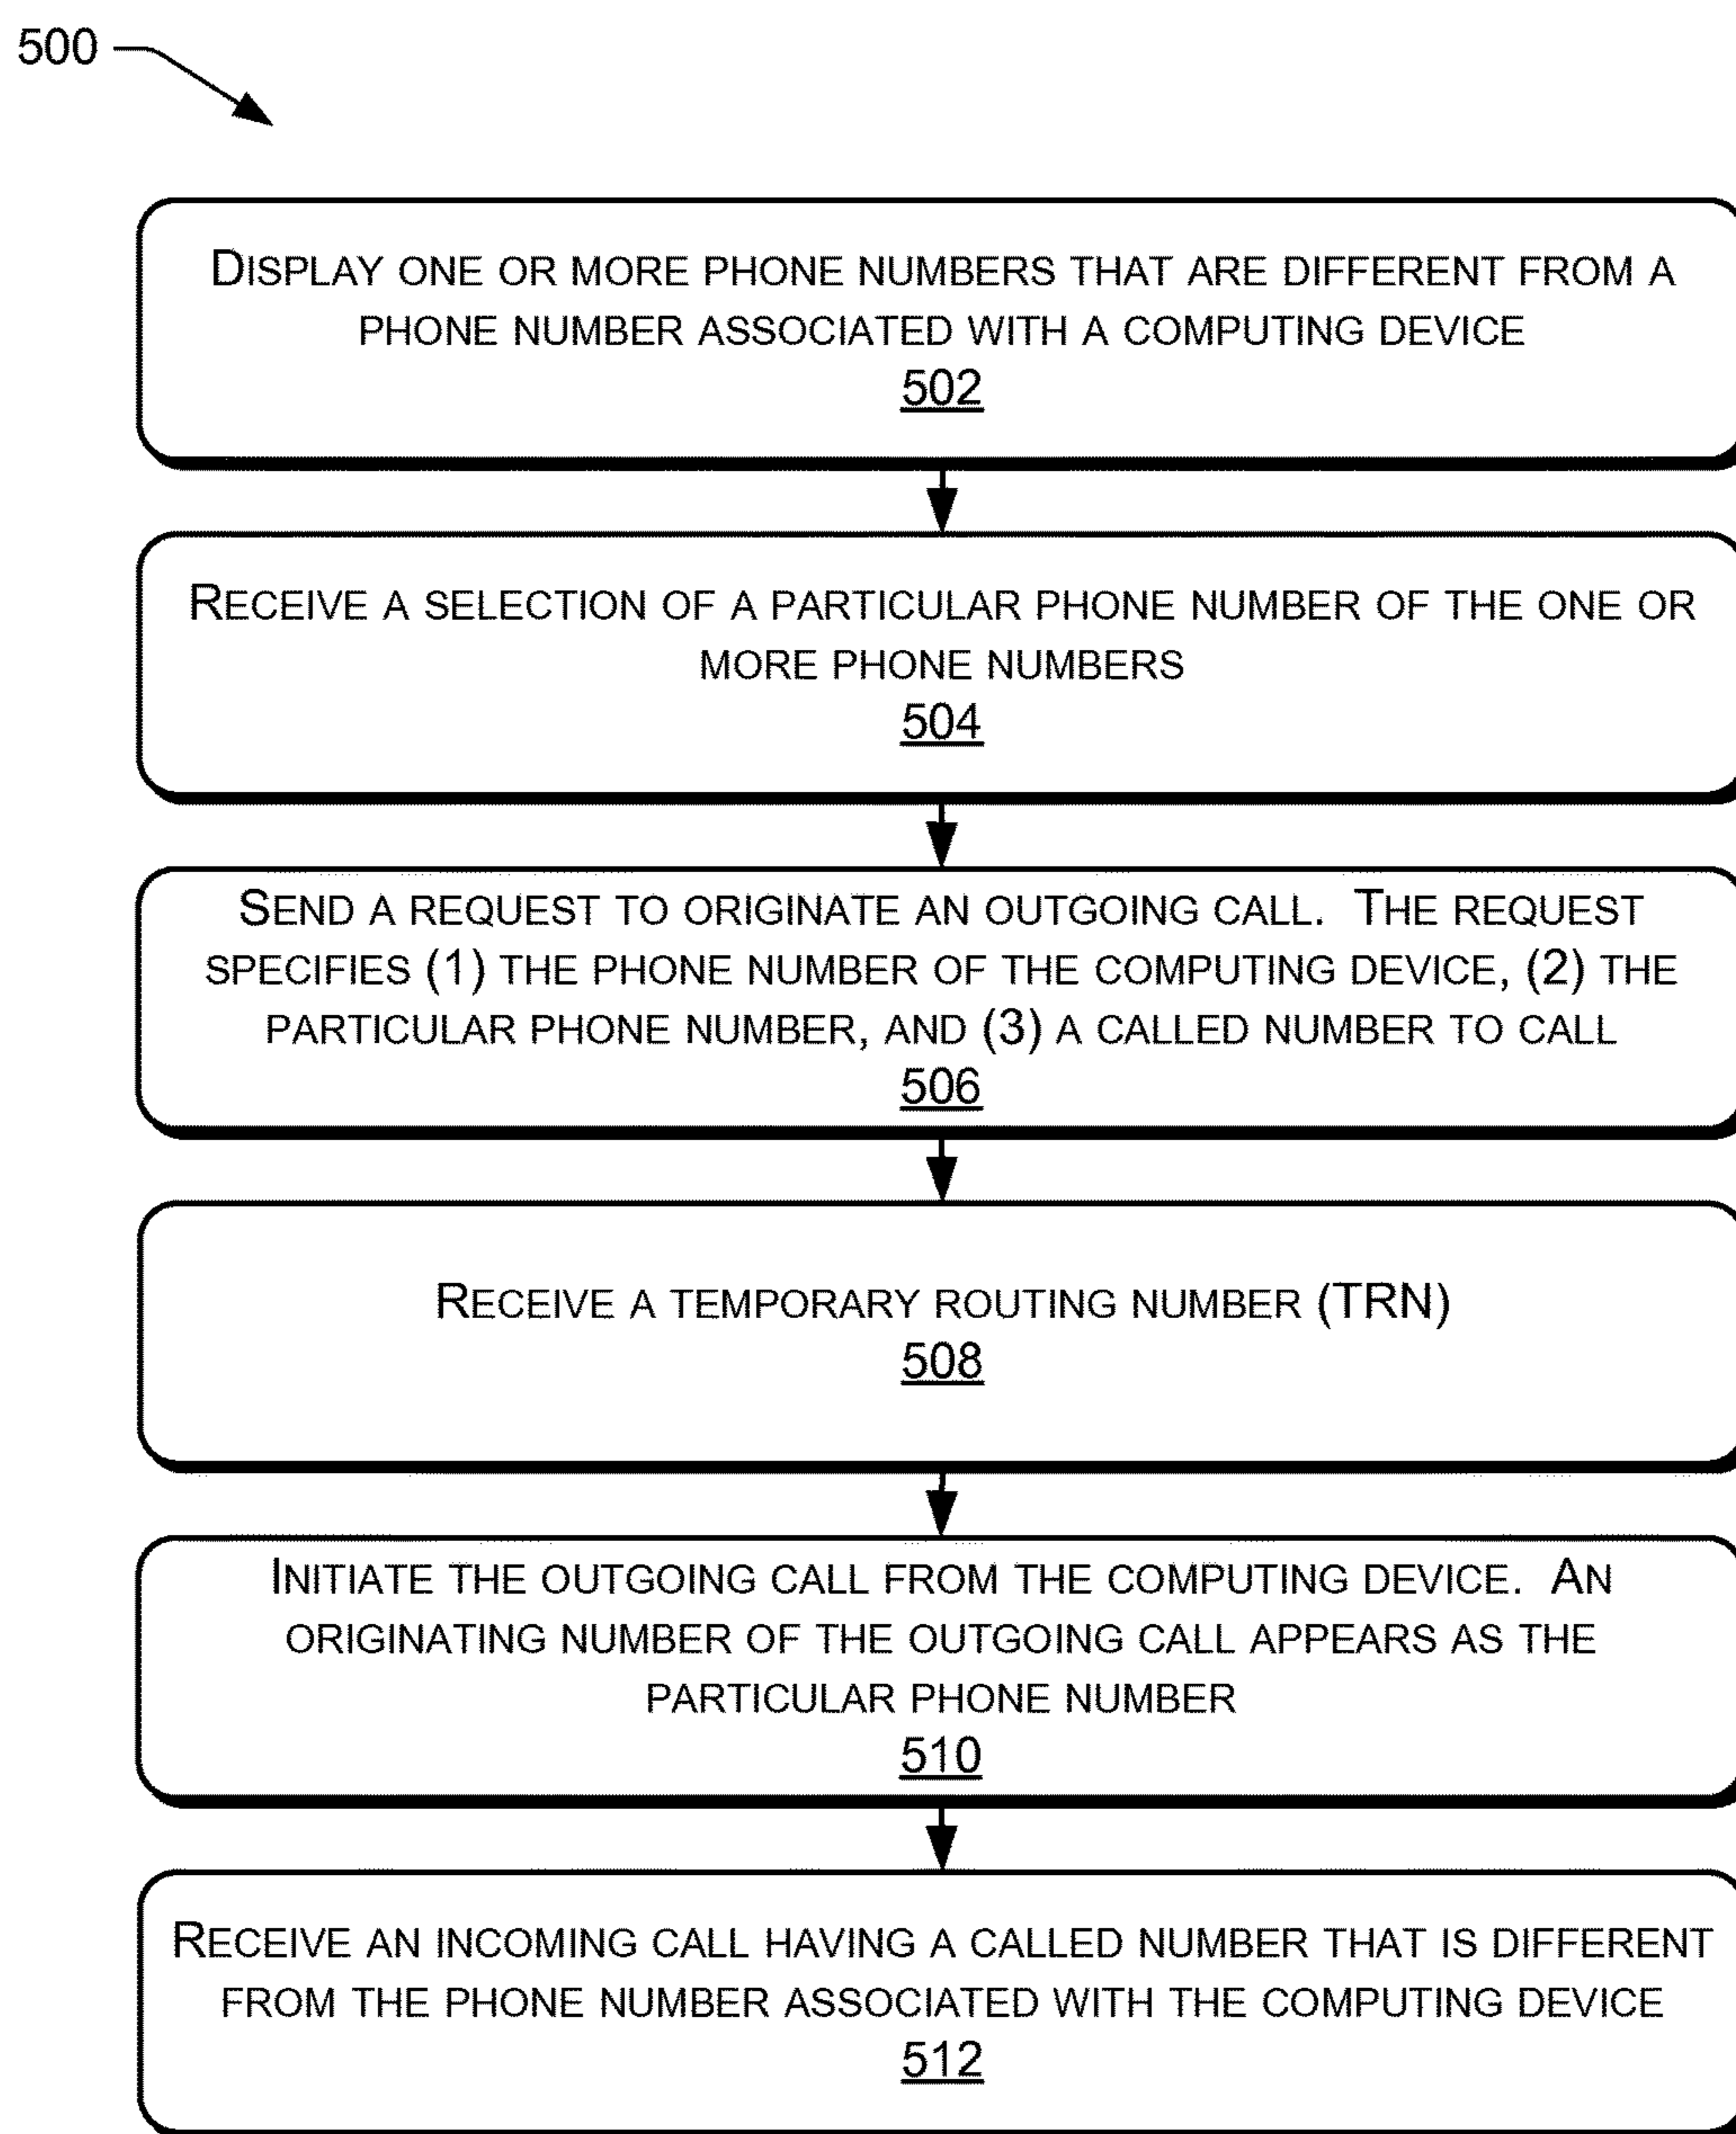 500
DISPLAY ONE OR MORE PHONE NUMBERS THAT ARE DIFFERENT FROM A
PHONE NUMBER ASSOCIATED WITH A COMPUTING DEVICE
502
RECEIVE A SELECTION OF A PARTICULAR PHONE NUMBER OF THE ONE OR
MORE PHONE NUMBERS
504
SEND A REQUEST TO ORIGINATE AN OUTGOING CALL. THE REQUEST
SPECIFIES (1) THE PHONE NUMBER OF THE COMPUTING DEVICE, (2) THE
PARTICULAR PHONE NUMBER, AND (3) A CALLED NUMBER TO CALL
506
RECEIVE A TEMPORARY ROUTING NUMBER (TRN)
508
INITIATE THE OUTGOING CALL FROM THE COMPUTING DEVICE. AN
ORIGINATING NUMBER OF THE OUTGOING CALL APPEARS AS THE
PARTICULAR PHONE NUMBER
510
RECEIVE AN INCOMING CALL HAVING A CALLED NUMBER THAT IS DIFFERENT
FROM THE PHONE NUMBER ASSOCIATED WITH THE COMPUTING DEVICE
512